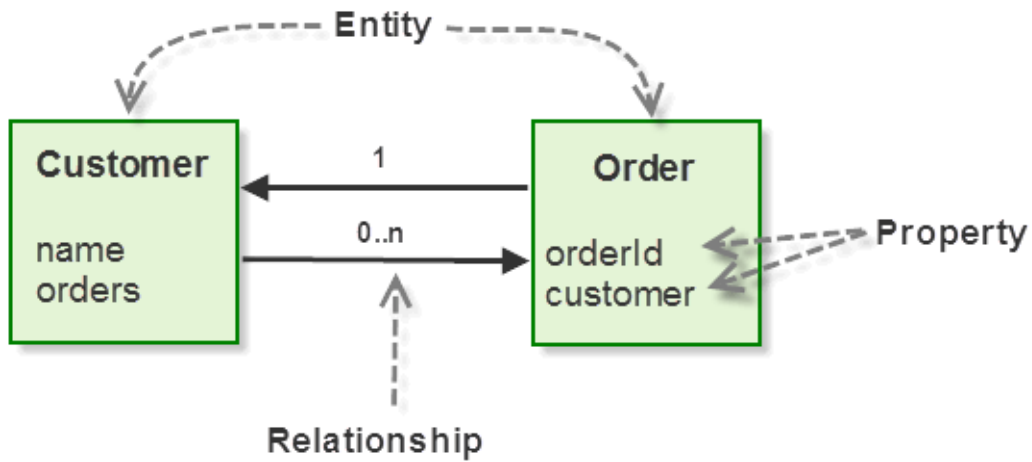 Entity
Customer
name
orders
1
0..n
Order
orderId
customer
Property
Relationship